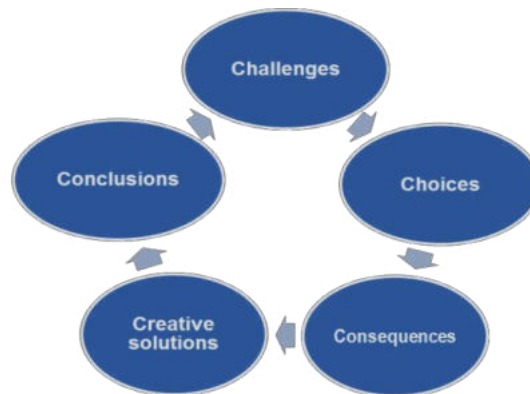 Challenges
Choices
Consequences
Creative
solutions
Conclusions